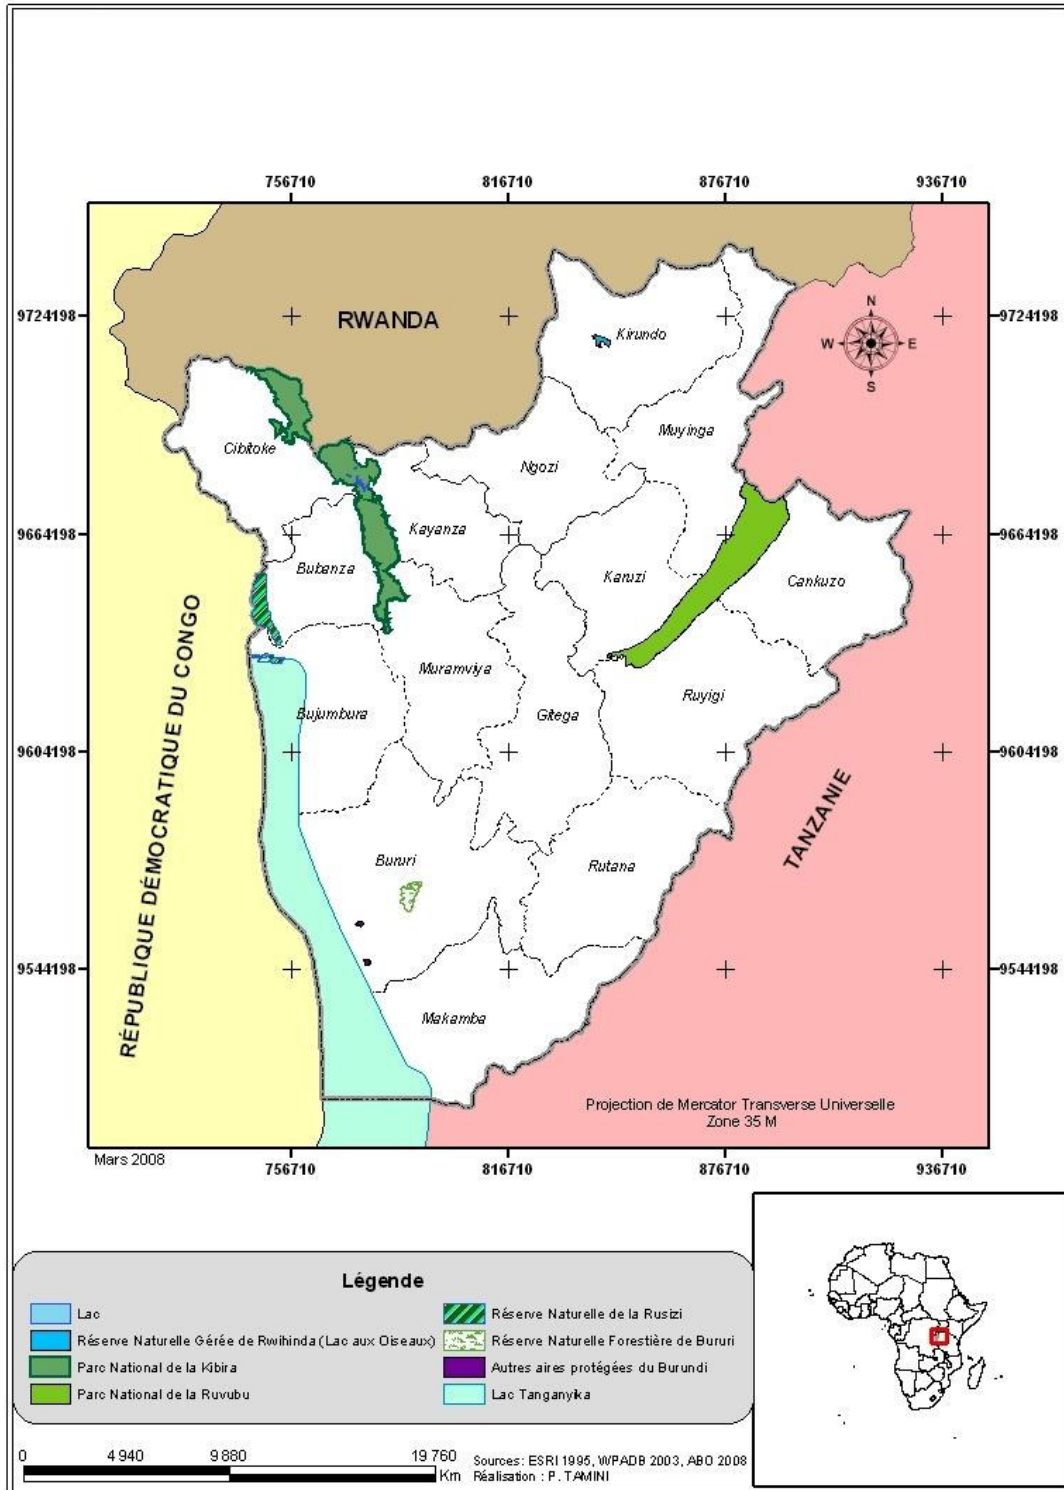 756710 816710 876710 936710
9724198 9724198
RWANDA
Kirundo
N
W E
S
Cibitoke
Muyinga
Ngozi
Kayanza
9664198 9664198
Bubanza
Karuzi
Cankuzo
RÉPUBLIQUE DÉMOCRATIQUE DU CONGO
Muramviya
Ruyigi
Bujumbura
Gitega
9604198 9604198
TANZANIE
Bururi
Rutana
9544198 9544198
Makamba
Projection de Mercator Transverse Universelle
Zone 35 M
Mars 2008
756710 816710 876710 936710
Légende
Lac
Réserve Naturelle Gérée de Rwihinda (Lac aux Oiseaux)
Parc National de la Kibira
Parc National de la Ruvubu
Réserve Naturelle de la Rusizi
Réserve Naturelle Forestière de Bururi
Autres aires protégées du Burundi
Lac Tanganyika
0 4 940 9 880 19 760
Km
Sources: ESRI 1995, WPADB 2003, ABO 2008
Réalisation : P. TAMINI